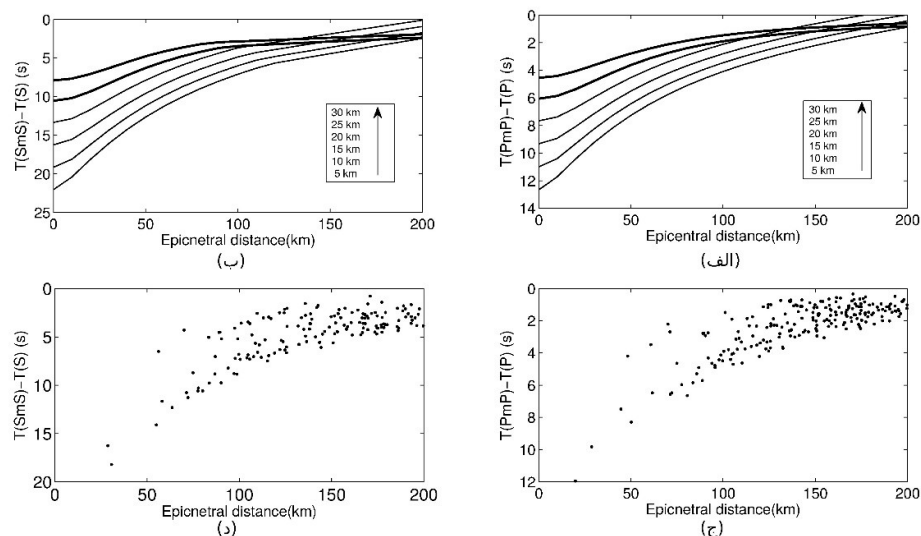 0
5
10
15
20
25
T(SmS)−T(S) (s)
30 km
25 km
20 km
15 km
10 km
5 km
0 50 100 150 200
Epicnetral distance(km)
(ب)
0
2
4
6
8
10
12
14
T(PmP)−T(P) (s)
30 km
25 km
20 km
15 km
10 km
5 km
0 50 100 150 200
Epicentral distance(km)
(الف)
0
5
10
15
20
T(SmS)−T(S) (s)
0 50 100 150 200
Epicnetral distance(km)
(د)
0
2
4
6
8
10
12
T(PmP)−T(P) (s)
0 50 100 150 200
Epicentral distance(km)
(ج)